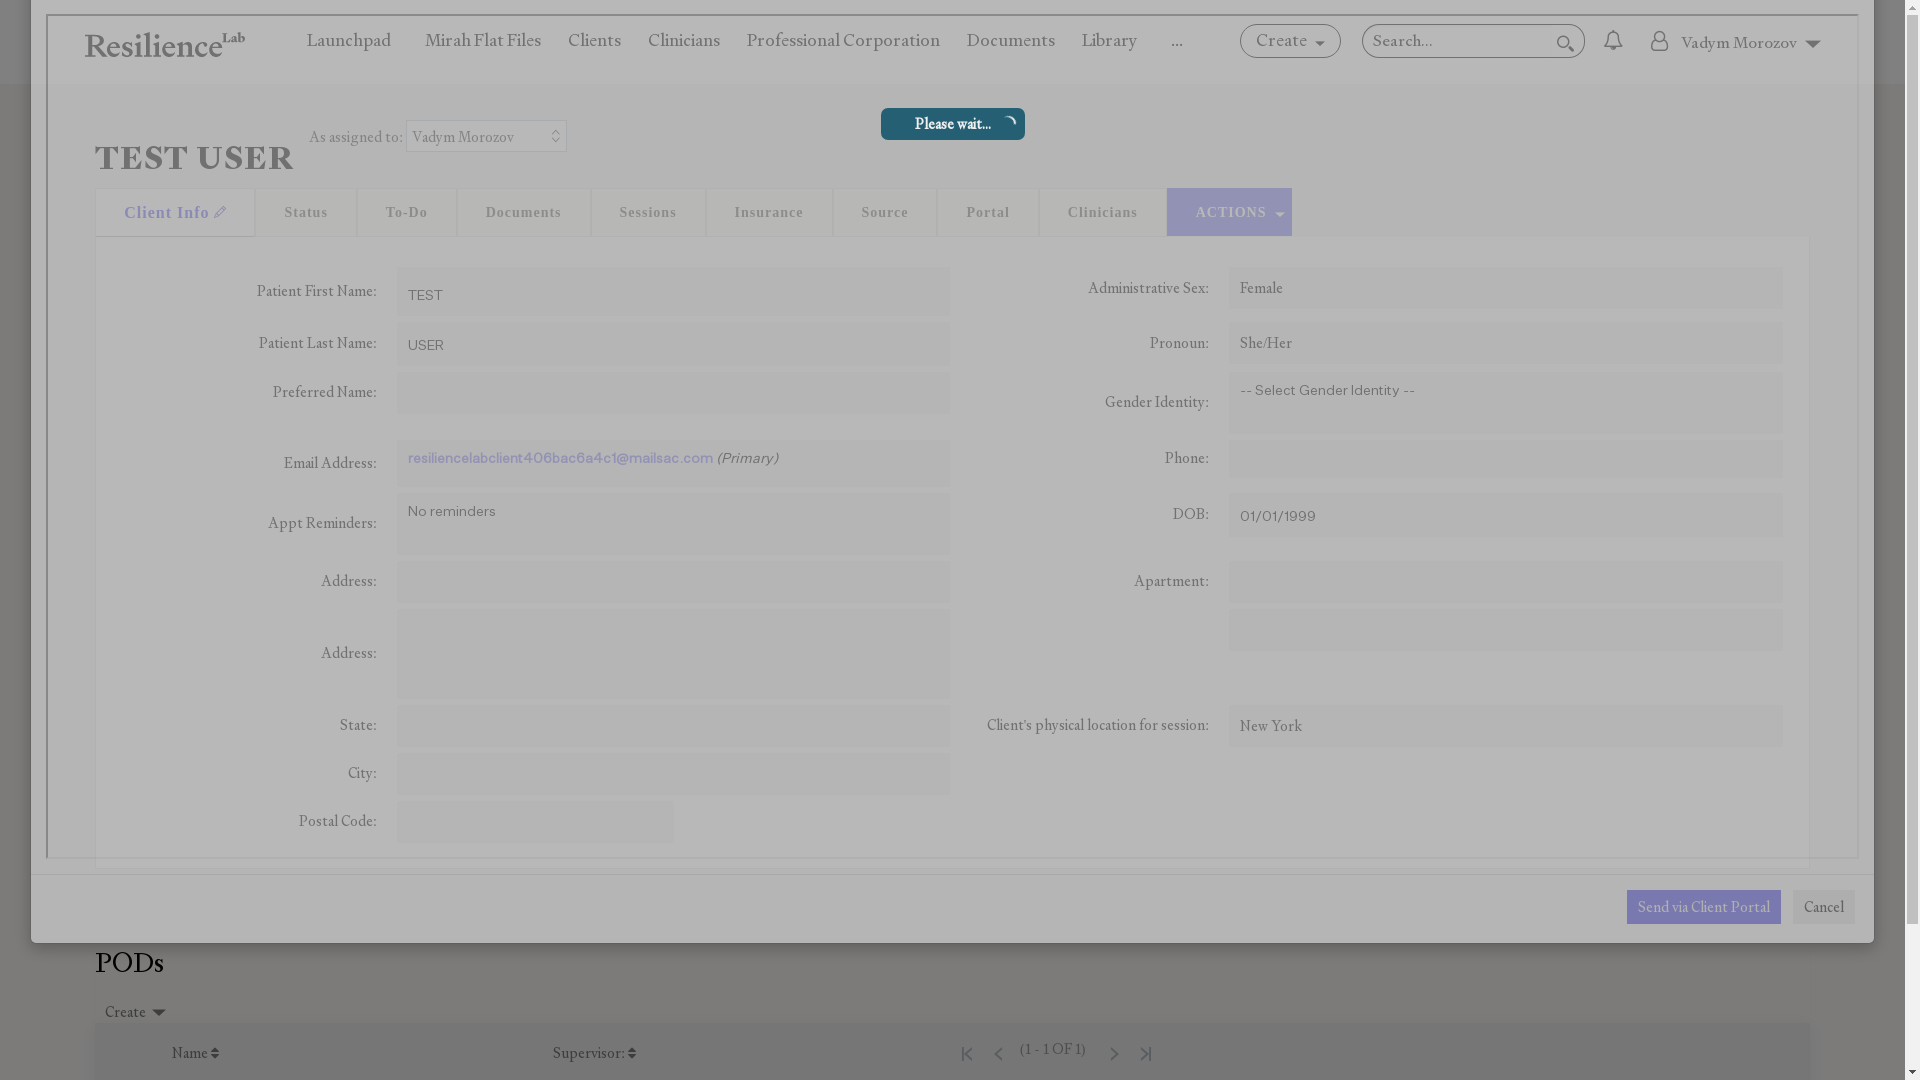 ResilienceLab
Launchpad
Mirah Flat Files
Clients
Clinicians
Professional Corporation
Documents
Library
...
Create
Search...
Vadym Morozov
Please wait...
TEST USER
As assigned to: Vadym Morozov
Client Info
Status
To-Do
Documents
Sessions
Insurance
Source
Portal
Clinicians
ACTIONS
Patient First Name: TEST
Administrative Sex: Female
Patient Last Name: USER
Pronoun: She/Her
Preferred Name:
Gender Identity: -- Select Gender Identity --
Email Address: resiliencelabclient406bac6a4c1@mailsac.com (Primary)
Phone:
Appt Reminders: No reminders
DOB: 01/01/1999
Address:
Apartment:
Address:
State:
Client's physical location for session: New York
City:
Postal Code:
Send via Client Portal
Cancel
PODs
Create
Name
Supervisor:
(1 - 1 OF 1)